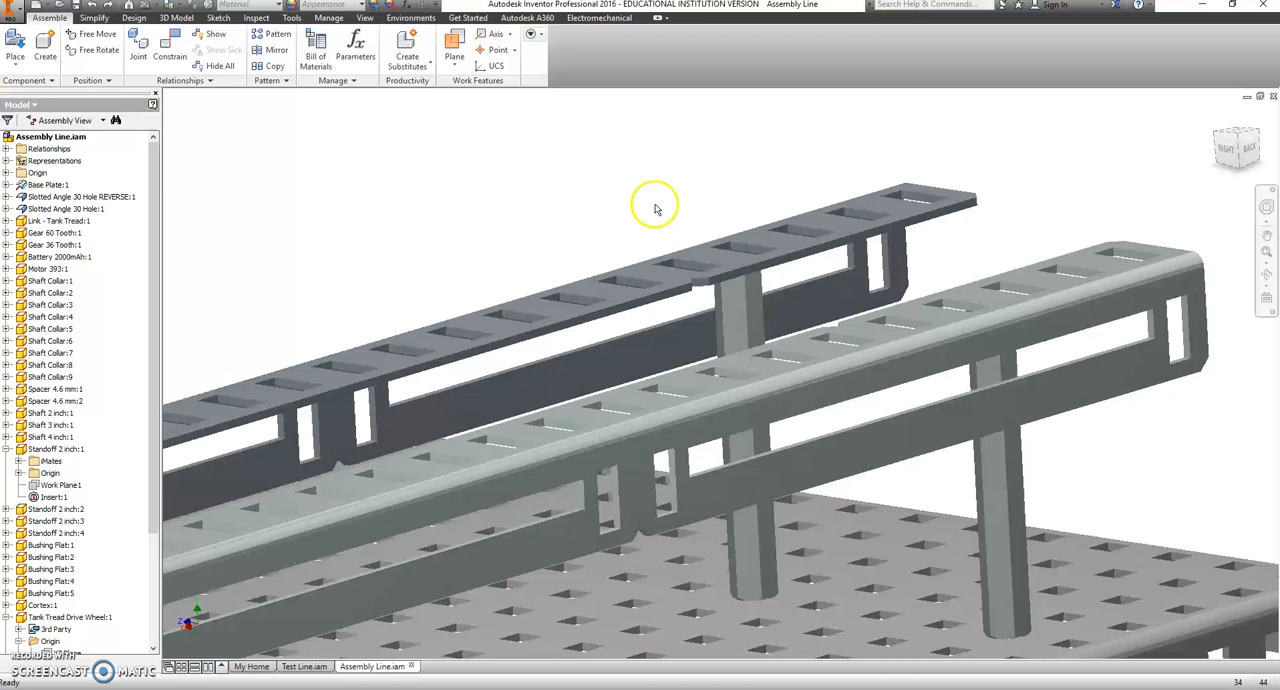 Material
Appearance
Autodesk Inventor Professional 2016 - EDUCATIONAL INSTITUTION VERSION Assembly Line
Search Help & Commands...
Sign In
PRO
Assemble Simplify Design 3D Model Sketch Inspect Tools Manage View Environments Get Started Autodesk A360 Electromechanical
Place
Create
Free Move
Free Rotate
Joint
Constrain
Show
Show Sick
Hide All
Pattern
Mirror
Copy
Bill of Materials
Parameters
Create Substitutes
Plane
Axis
Point
UCS
Component Position Relationships Pattern Manage Productivity Work Features
Model
Assembly View
Assembly Line.iam
Relationships
Representations
Origin
Base Plate:1
Slotted Angle 30 Hole REVERSE:1
Slotted Angle 30 Hole:1
Link - Tank Tread:1
Gear 60 Tooth:1
Gear 36 Tooth:1
Battery 2000mAh:1
Motor 393:1
Shaft Collar:1
Shaft Collar:2
Shaft Collar:3
Shaft Collar:4
Shaft Collar:5
Shaft Collar:6
Shaft Collar:7
Shaft Collar:8
Shaft Collar:9
Spacer 4.6 mm:1
Spacer 4.6 mm:2
Shaft 2 inch:1
Shaft 3 inch:1
Shaft 4 inch:1
Standoff 2 inch:1
iMates
Origin
Work Plane1
Insert:1
Standoff 2 inch:2
Standoff 2 inch:3
Standoff 2 inch:4
Bushing Flat:1
Bushing Flat:2
Bushing Flat:3
Bushing Flat:4
Bushing Flat:5
Cortex:1
Tank Tread Drive Wheel:1
3rd Party
Origin
RIGHT BACK
Z
RECORDED WITH
SCREENCAST MATIC
My Home Test Line.iam Assembly Line.iam
Ready
34 44